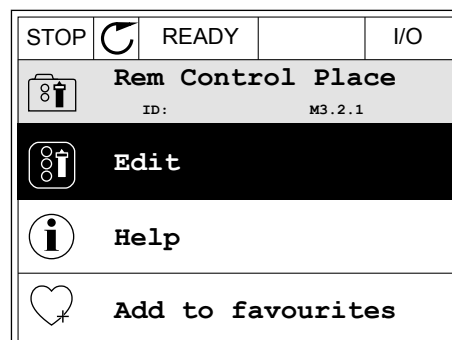 STOP READY I/O
Rem Control Place
ID: M3.2.1
Edit
Help
Add to favourites